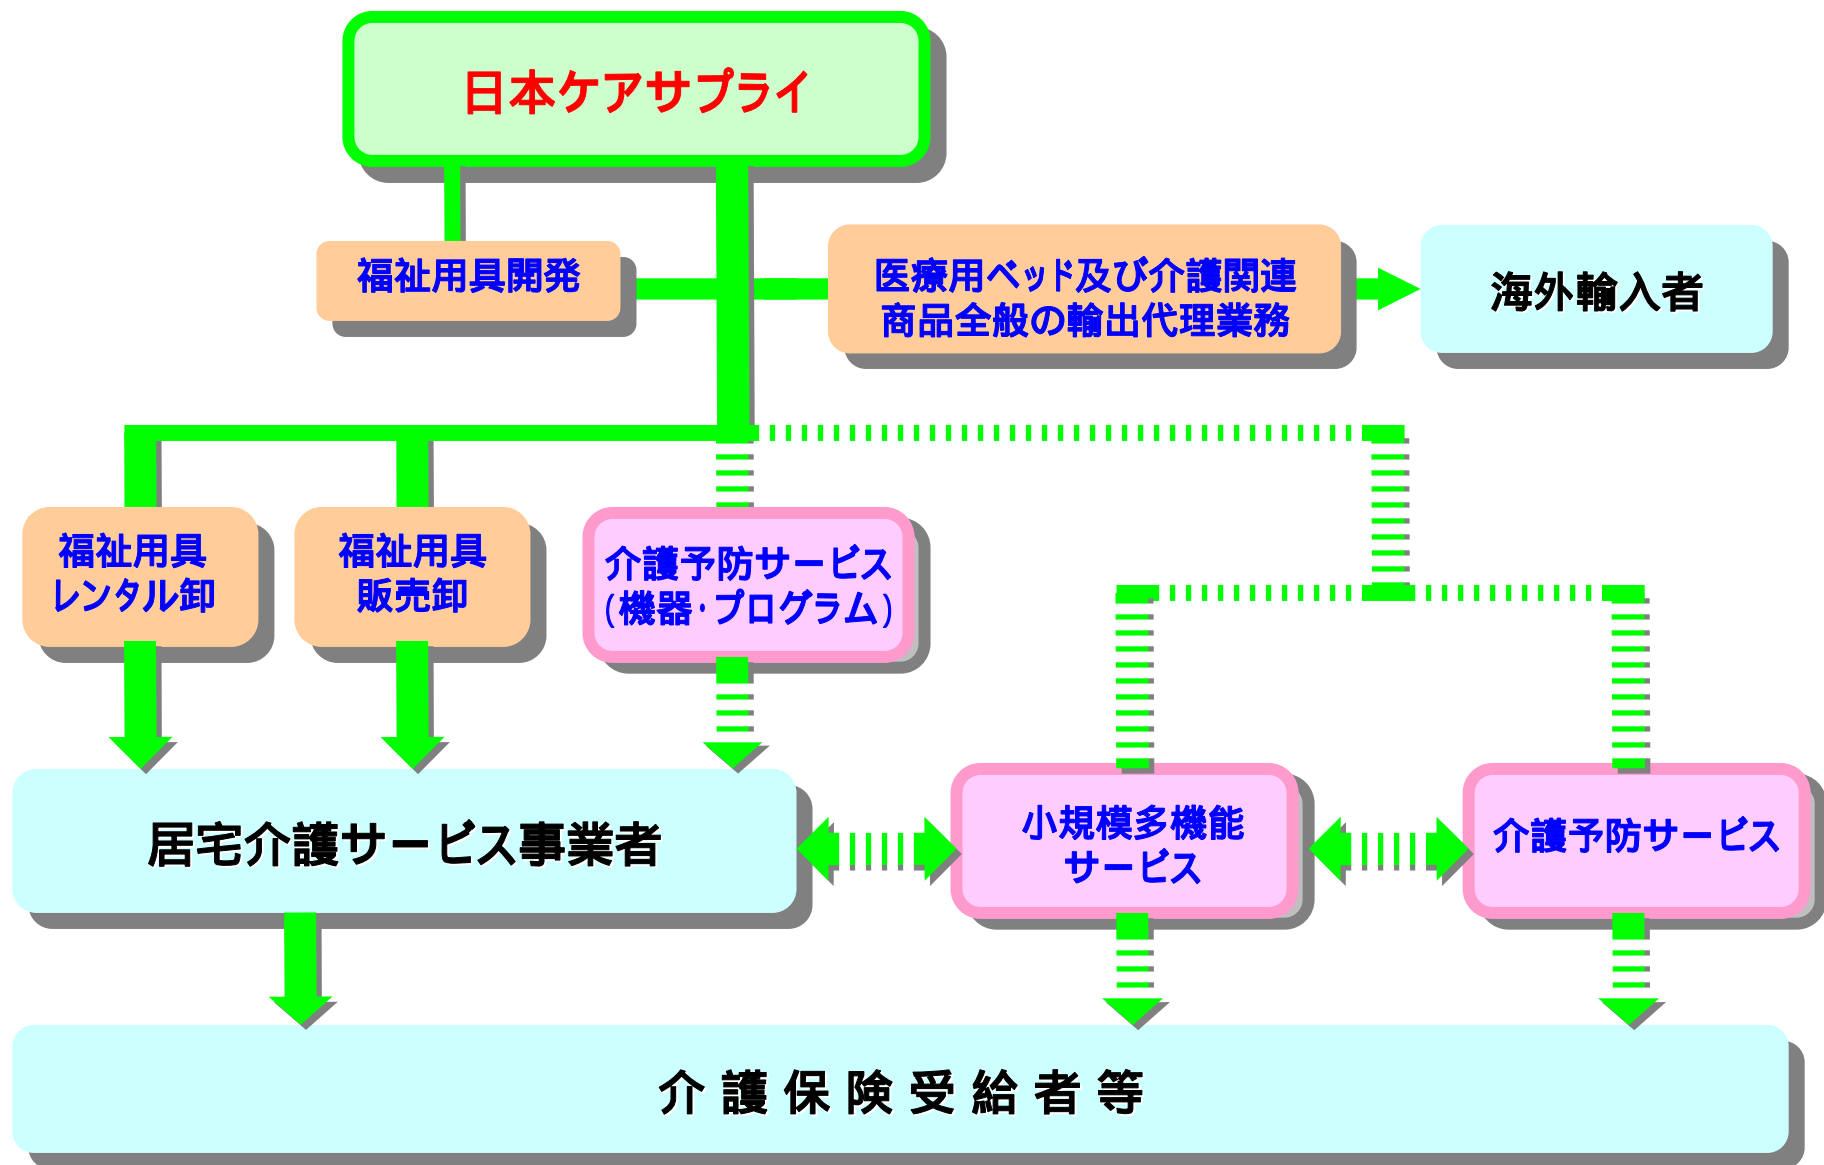 日本ケアサプライ
福祉用具開発
医療用ベッド及び介護関連
商品全般の輸出代理業務
海外輸入者
福祉用具
レンタル卸
福祉用具
販売卸
介護予防サービス
(機器・プログラム)
居宅介護サービス事業者
小規模多機能
サービス
介護予防サービス
介護保険受給者等